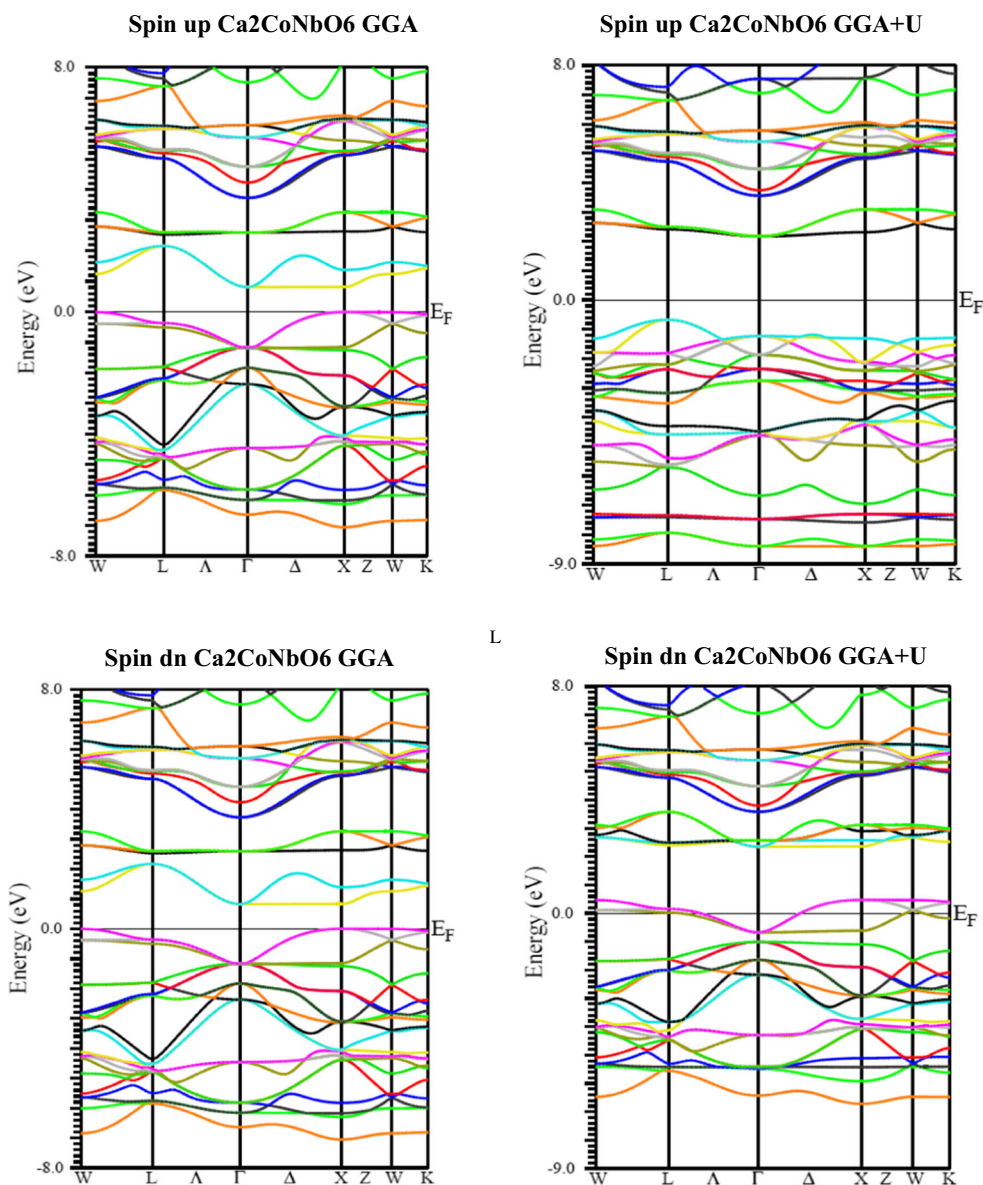 Spin up Ca2CoNbO6 GGA
8.0
Energy (eV)
0.0
E_F
-8.0
W L Λ Γ Δ X Z W K
Spin up Ca2CoNbO6 GGA+U
8.0
Energy (eV)
0.0
E_F
-9.0
W L Λ Γ Δ X Z W K
L
Spin dn Ca2CoNbO6 GGA
8.0
Energy (eV)
0.0
E_F
-8.0
W L Λ Γ Δ X Z W K
Spin dn Ca2CoNbO6 GGA+U
8.0
Energy (eV)
0.0
E_F
-9.0
W L Λ Γ Δ X Z W K